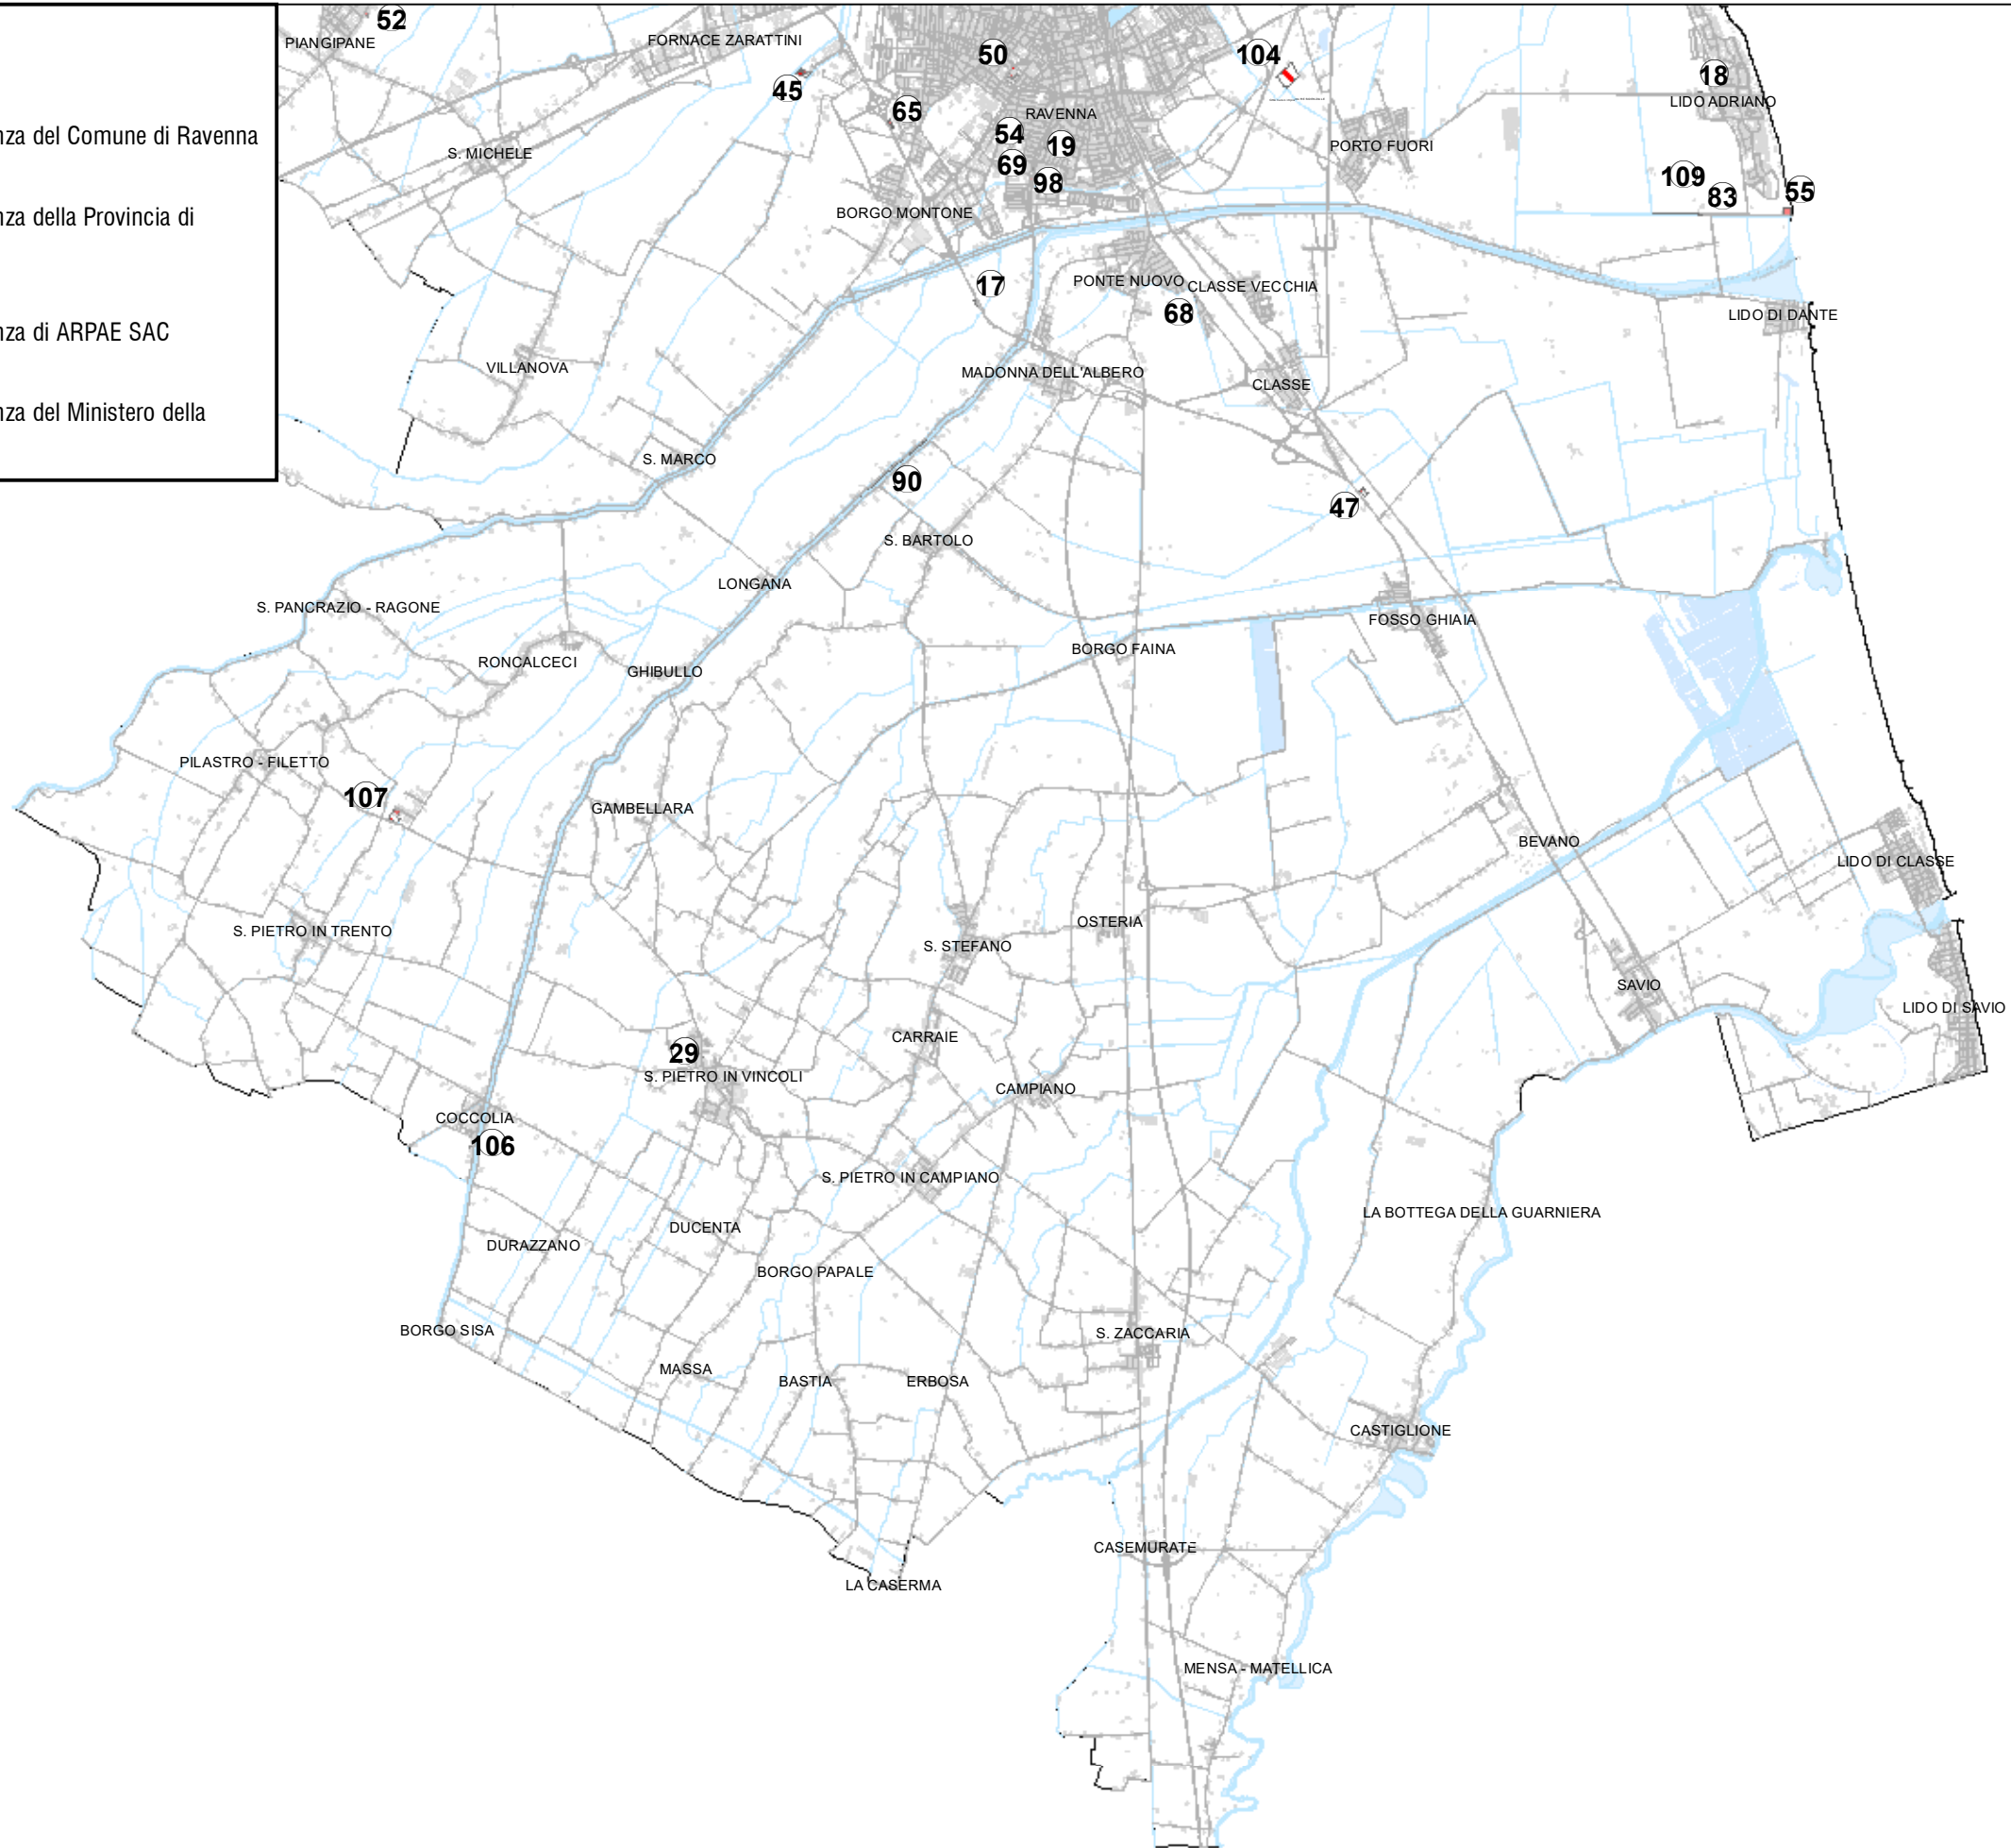 52
PIANGIPANE
FORNACE ZARATTINI
50
104
18
45
65
LIDO ADRIANO
RAVENNA
nza del Comune di Ravenna
54
19
PORTO FUORI
S. MICHELE
69
98
109
83
55
nza della Provincia di
BORGO MONTONE
17
PONTE NUOVO
CLASSE VECCHIA
68
LIDO DI DANTE
nza di ARPAE SAC
VILLANOVA
MADONNA DELL'ALBERO
CLASSE
nza del Ministero della
S. MARCO
90
47
S. BARTOLO
LONGANA
S. PANCRAZIO - RAGONE
FOSSO GHIAIA
BORGO FAINA
RONCALCECI
GHIBULLO
PILASTRO - FILETTO
107
GAMBELLARA
BEVANO
LIDO DI CLASSE
OSTERIA
S. PIETRO IN TRENTO
S. STEFANO
SAVIO
LIDO DI SAVIO
CARRAIE
29
S. PIETRO IN VINCOLI
CAMPIANO
COCCOLIA
106
S. PIETRO IN CAMPIANO
LA BOTTEGA DELLA GUARNIERA
DUCENTA
DURAZZANO
BORGO PAPALE
BORGO SISA
S. ZACCARIA
MASSA
BASTIA
ERBOSA
CASTIGLIONE
CASEMURATE
LA CASERMA
MENSA - MATELLICA